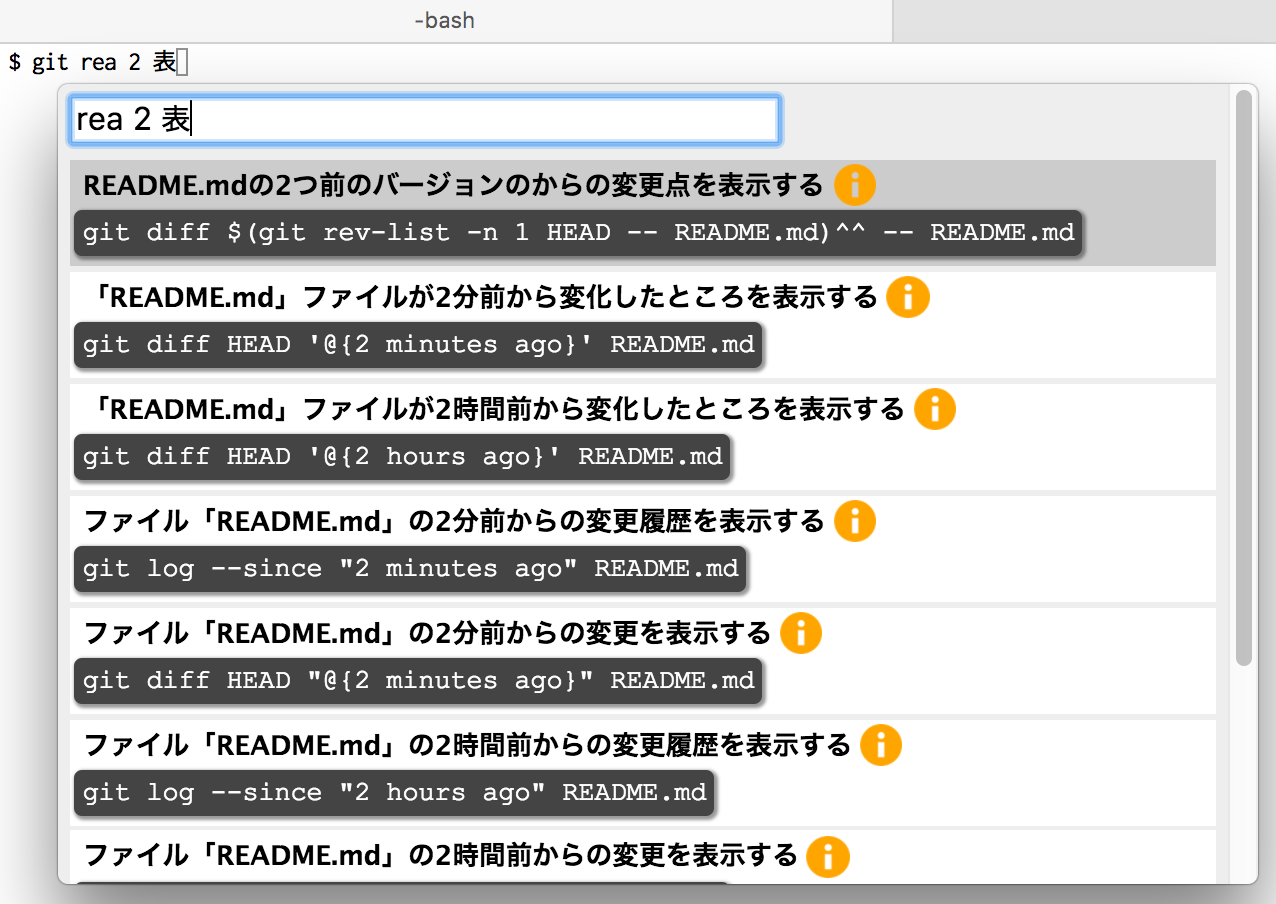 -bash
$ git rea 2 表
rea 2 表
README.mdの2つ前のバージョンのからの変更点を表示する
git diff $(git rev-list -n 1 HEAD -- README.md)^^ -- README.md
「README.md」ファイルが2分前から変化したところを表示する
git diff HEAD '@{2 minutes ago}' README.md
「README.md」ファイルが2時間前から変化したところを表示する
git diff HEAD '@{2 hours ago}' README.md
ファイル「README.md」の2分前からの変更履歴を表示する
git log --since "2 minutes ago" README.md
ファイル「README.md」の2分前からの変更を表示する
git diff HEAD "@{2 minutes ago}" README.md
ファイル「README.md」の2時間前からの変更履歴を表示する
git log --since "2 hours ago" README.md
ファイル「README.md」の2時間前からの変更を表示する